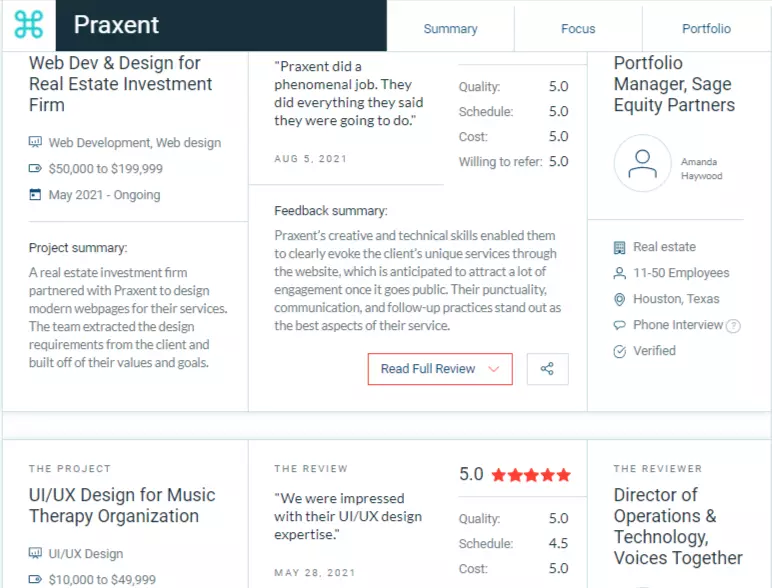 Praxent
Summary
Focus
Portfolio
Web Dev & Design for
Real Estate Investment
Firm
Web Development, Web design
$50,000 to $199,999
May 2021 - Ongoing
Project summary:
A real estate investment firm
partnered with Praxent to design
modern webpages for their services.
The team extracted the design
requirements from the client and
built off of their values and goals.
"Praxent did a
phenomenal job. They
did everything they said
they were going to do."
AUG 5, 2021
Quality: 5.0
Schedule: 5.0
Cost: 5.0
Willing to refer: 5.0
Feedback summary:
Praxent's creative and technical skills enabled them
to clearly evoke the client's unique services through
the website, which is anticipated to attract a lot of
engagement once it goes public. Their punctuality,
communication, and follow-up practices stand out as
the best aspects of their service.
Read Full Review
Portfolio
Manager, Sage
Equity Partners
Amanda
Haywood
Real estate
11-50 Employees
Houston, Texas
Phone Interview ?
Verified
THE PROJECT
UI/UX Design for Music
Therapy Organization
UI/UX Design
$10,000 to $49,999
THE REVIEW
"We were impressed
with their UI/UX design
expertise."
MAY 28, 2021
5.0
Quality: 5.0
Schedule: 4.5
Cost: 5.0
THE REVIEWER
Director of
Operations &
Technology,
Voices Together